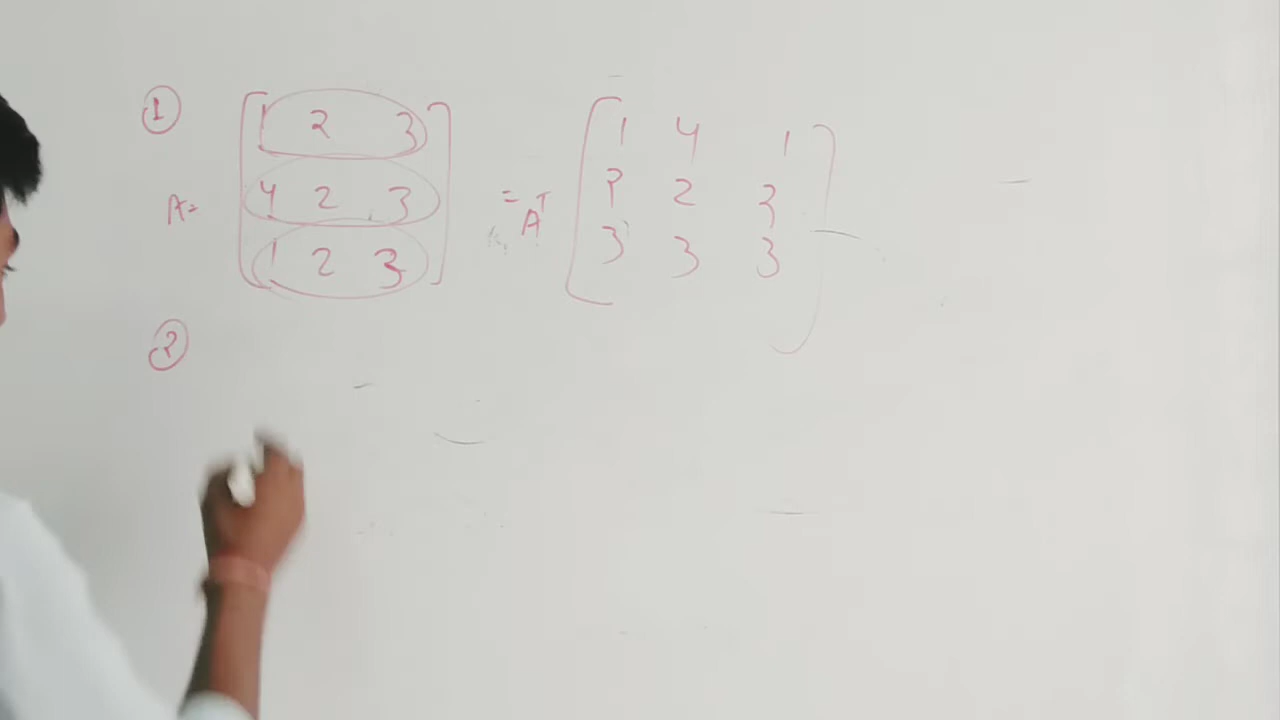 ①
1 2 3
A= 4 2 3
1 2 3
= Aᵀ
1 4 1
2 2 2
3 3 3
②